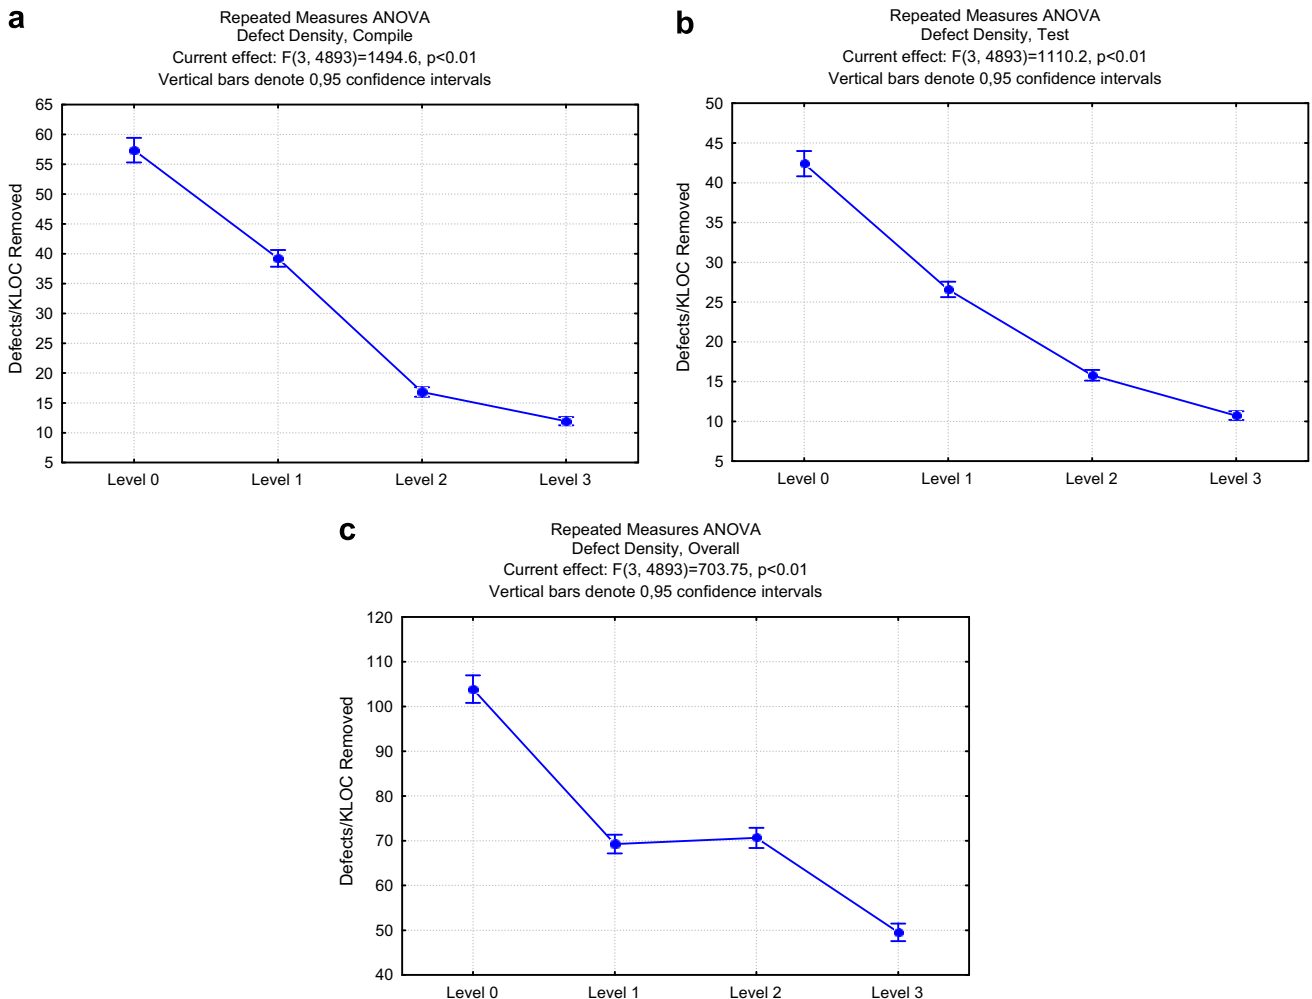 a
Repeated Measures ANOVA
Defect Density, Compile
Current effect: F(3, 4893)=1494.6, p<0.01
Vertical bars denote 0,95 confidence intervals
65
60
55
50
45
40
35
30
25
20
15
10
5
Defects/KLOC Removed
Level 0 Level 1 Level 2 Level 3
b
Repeated Measures ANOVA
Defect Density, Test
Current effect: F(3, 4893)=1110.2, p<0.01
Vertical bars denote 0,95 confidence intervals
50
45
40
35
30
25
20
15
10
5
Defects/KLOC Removed
Level 0 Level 1 Level 2 Level 3
c
Repeated Measures ANOVA
Defect Density, Overall
Current effect: F(3, 4893)=703.75, p<0.01
Vertical bars denote 0,95 confidence intervals
120
110
100
90
80
70
60
50
40
Defects/KLOC Removed
Level 0 Level 1 Level 2 Level 3